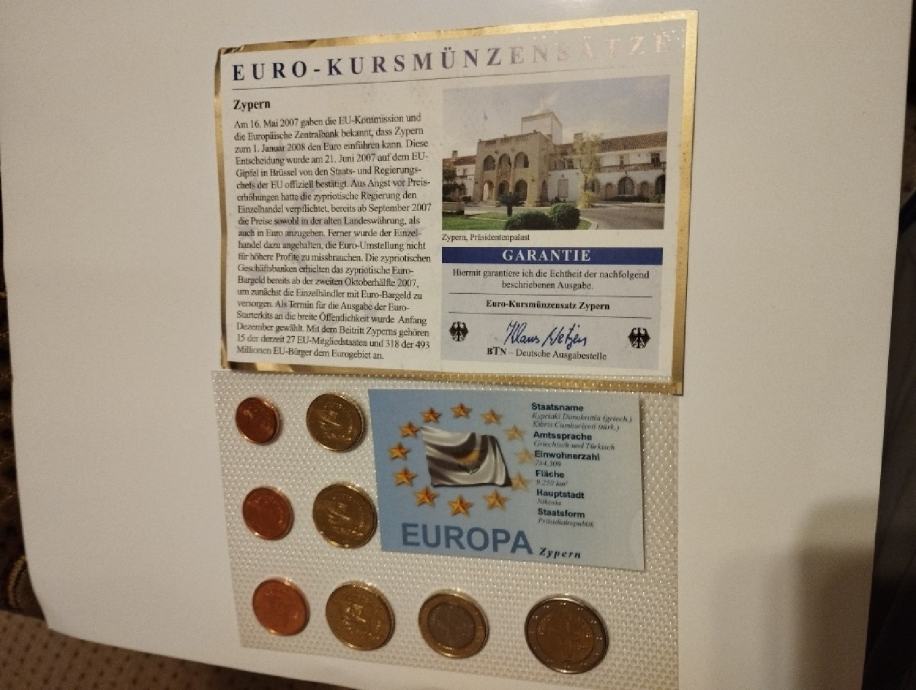 EURO-KURSMÜNZENSÄTZE
Zypern
Am 16. Mai 2007 gaben die EU-Kommission und
die Europäische Zentralbank bekannt, dass Zypern
zum 1. Januar 2008 den Euro einführen kann. Diese
Entscheidung wurde am 21. Juni 2007 auf dem EU-
Gipfel in Brüssel von den Staats- und Regierungs-
chefs der EU offiziell bestätigt. Aus Angst vor Preis-
erhöhungen hatte die zypriotische Regierung den
Einzelhandel verpflichtet, bereits ab September 2007
die Preise sowohl in der alten Landeswährung, als
auch in Euro anzugeben. Ferner wurde der Einzel-
handel dazu angehalten, die Euro-Umstellung nicht
für höhere Profite zu missbrauchen. Die zypriotischen
Geschäftsbanken erhielten das zypriotische Euro-
Bargeld bereits ab der zweiten Oktoberhälfte 2007,
um zunächst die Einzelhändler mit Euro-Bargeld zu
versorgen. Als Termin für die Ausgabe der Euro-
Starterkits an die breite Öffentlichkeit wurde Anfang
Dezember gewählt. Mit dem Beitritt Zyperns gehören
15 der derzeit 27 EU-Mitgliedstaaten und 318 der 493
Millionen EU-Bürger dem Eurogebiet an.
Zypern, Präsidentenpalast
GARANTIE
Hiermit garantiere ich die Echtheit der nachfolgend
beschriebenen Ausgabe.
Euro-Kursmünzensatz Zypern
BTN – Deutsche Ausgabestelle
Staatsname
Kypriaki Dimokratia (griech.)
Kibris Cumhuriyeti (türk.)
Amtssprache
Griechisch und Türkisch
Einwohnerzahl
Fläche
9.250 km²
Hauptstadt
Nikosia
Staatsform
Präsidialrepublik
EUROPA Zypern